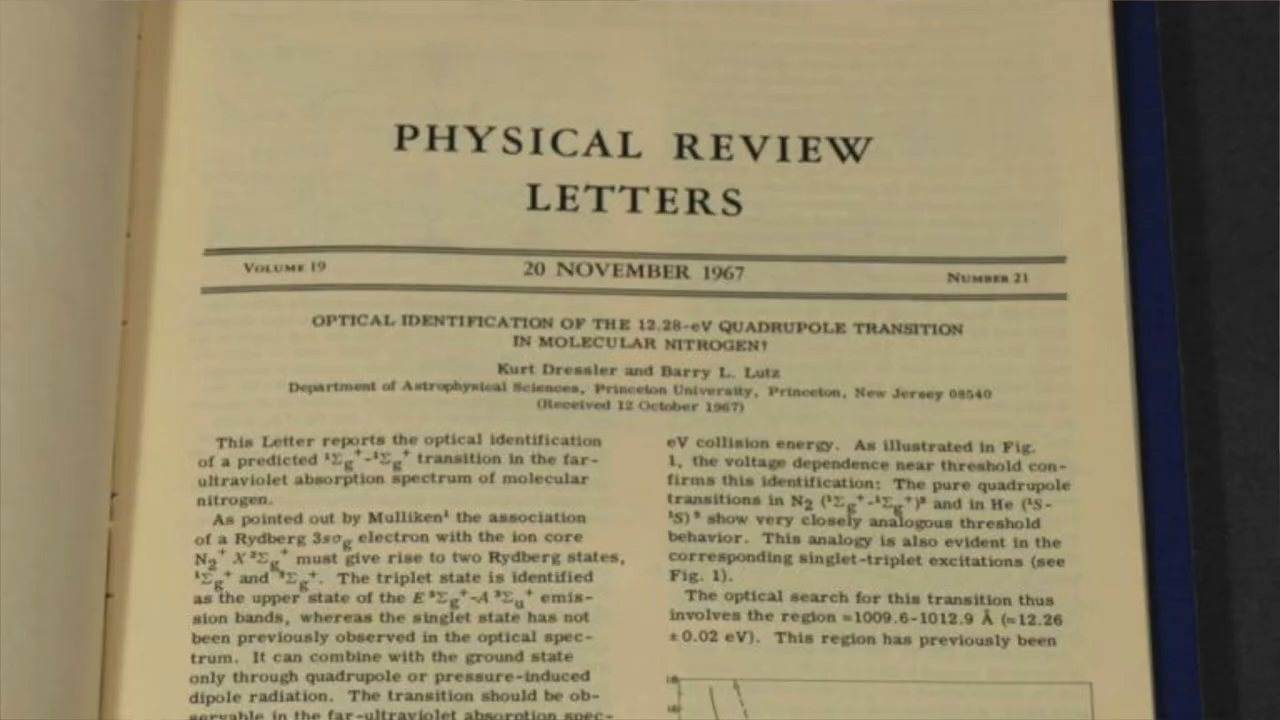 PHYSICAL REVIEW
LETTERS
VOLUME 19
20 NOVEMBER 1967
NUMBER 21
OPTICAL IDENTIFICATION OF THE 12.28-eV QUADRUPOLE TRANSITION
IN MOLECULAR NITROGEN†
Kurt Dressler and Barry L. Lutz
Department of Astrophysical Sciences, Princeton University, Princeton, New Jersey 08540
(Received 12 October 1967)
This Letter reports the optical identification
of a predicted ¹Σg⁺-¹Σg⁺ transition in the far-
ultraviolet absorption spectrum of molecular
nitrogen.
As pointed out by Mulliken¹ the association
of a Rydberg 3sσg electron with the ion core
N₂⁺ X ²Σg⁺ must give rise to two Rydberg states,
¹Σg⁺ and ³Σg⁺. The triplet state is identified
as the upper state of the E ³Σg⁺-A ³Σu⁺ emis-
sion bands, whereas the singlet state has not
been previously observed in the optical spec-
trum. It can combine with the ground state
only through quadrupole or pressure-induced
dipole radiation. The transition should be ob-
servable in the far-ultraviolet absorption spec-
eV collision energy. As illustrated in Fig.
1, the voltage dependence near threshold con-
firms this identification: The pure quadrupole
transitions in N₂ (¹Σg⁺-¹Σg⁺)² and in He (¹S-
¹S)³ show very closely analogous threshold
behavior. This analogy is also evident in the
corresponding singlet-triplet excitations (see
Fig. 1).
The optical search for this transition thus
involves the region ≈1009.6-1012.9 Å (≈12.26
±0.02 eV). This region has previously been